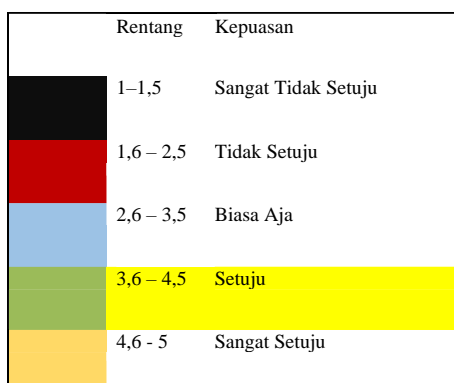 Rentang Kepuasan
1–1,5 Sangat Tidak Setuju
1,6 – 2,5 Tidak Setuju
2,6 – 3,5 Biasa Aja
3,6 – 4,5 Setuju
4,6 - 5 Sangat Setuju